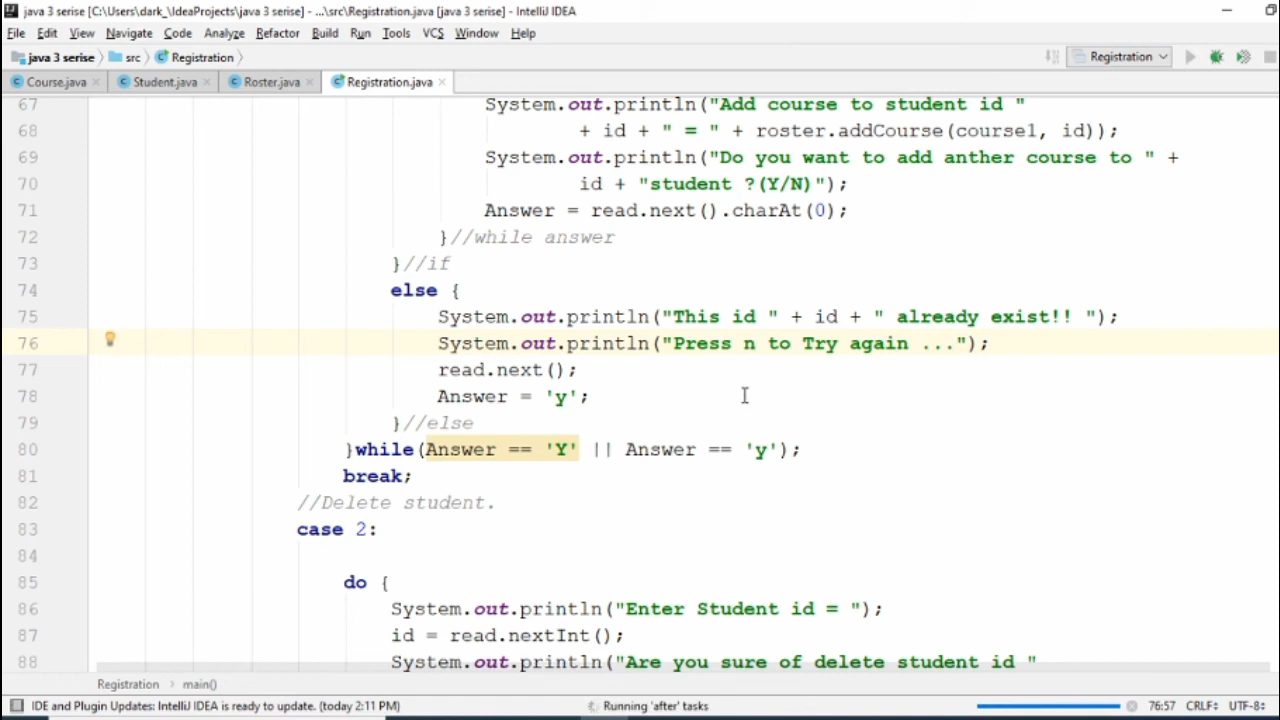 java 3 serise [C:\Users\dark_\IdeaProjects\java 3 serise] - ...\src\Registration.java [java 3 serise] - IntelliJ IDEA
File Edit View Navigate Code Analyze Refactor Build Run Tools VCS Window Help
java 3 serise src Registration Registration
Course.java Student.java Roster.java Registration.java
67 System.out.println("Add course to student id "
68 + id + " = " + roster.addCourse(course1, id));
69 System.out.println("Do you want to add anther course to " +
70 id + "student ?(Y/N)");
71 Answer = read.next().charAt(0);
72 }//while answer
73 }//if
74 else {
75 System.out.println("This id " + id + " already exist!! ");
76 System.out.println("Press n to Try again ...");
77 read.next();
78 Answer = 'y';
79 }//else
80 }while(Answer == 'Y' || Answer == 'y');
81 break;
82 //Delete student.
83 case 2:
84
85 do {
86 System.out.println("Enter Student id = ");
87 id = read.nextInt();
88 System.out.println("Are you sure of delete student id "
Registration main()
IDE and Plugin Updates: IntelliJ IDEA is ready to update. (today 2:11 PM) Running 'after' tasks 76:57 CRLF UTF-8